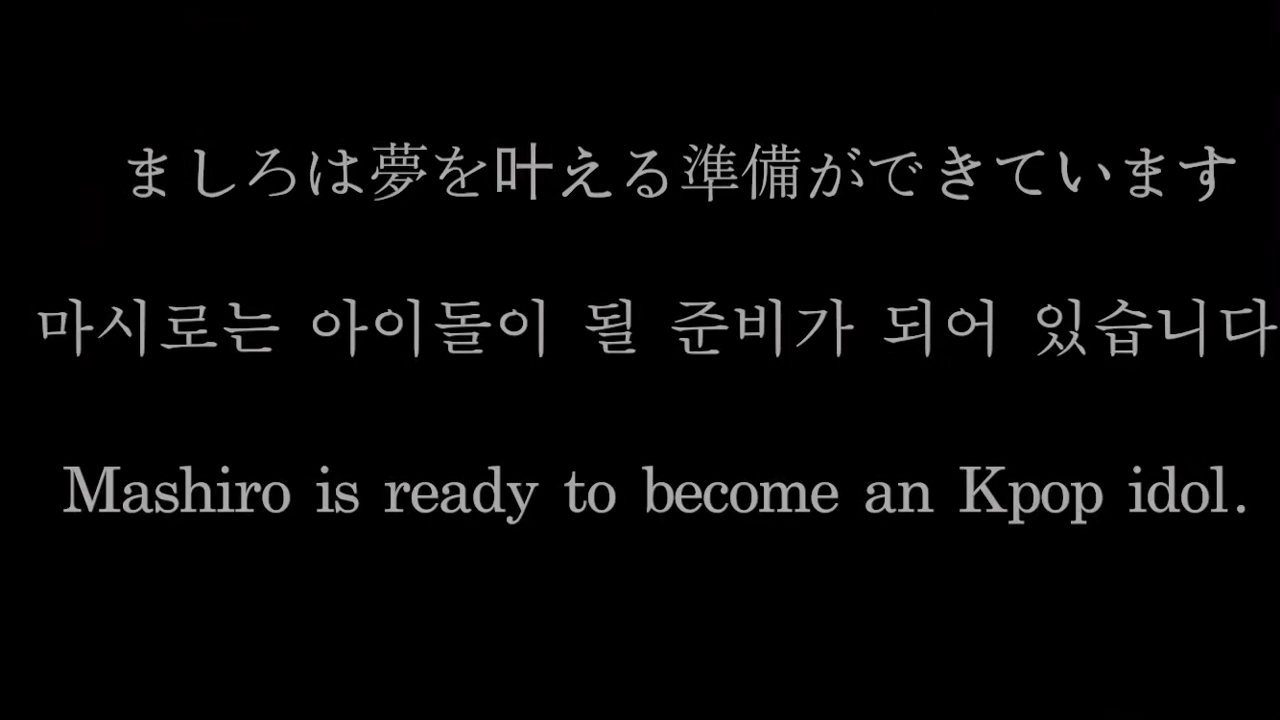 ましろは夢を叶える準備ができています
마시로는 아이돌이 될 준비가 되어 있습니다
Mashiro is ready to become an Kpop idol.